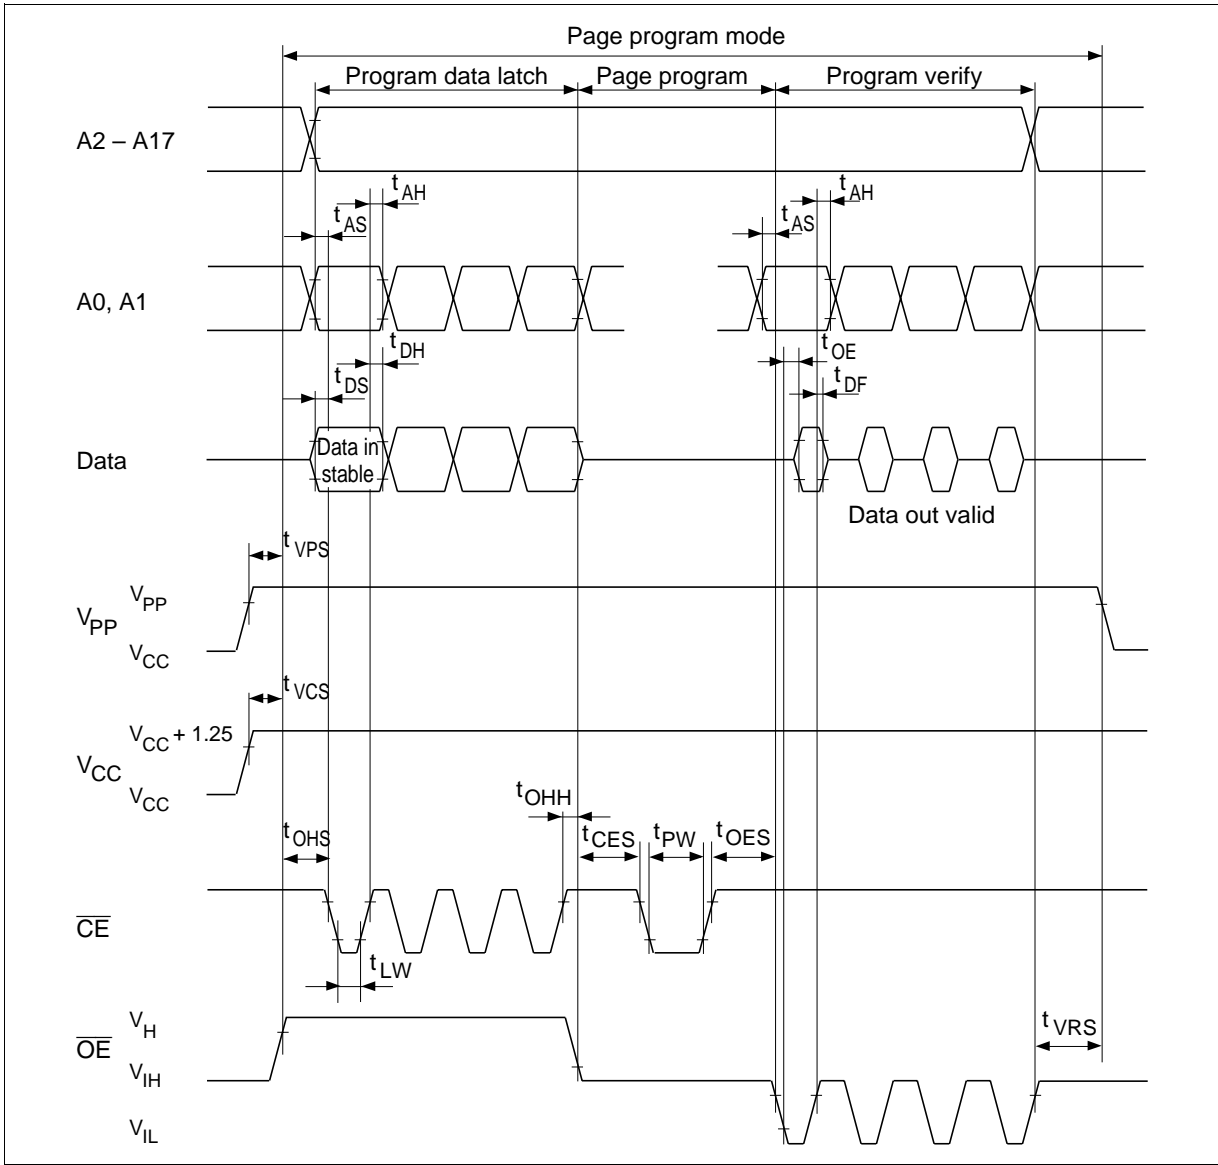 Page program mode
Program data latch Page program Program verify
A2 – A17
tAH tAH
tAS tAS
A0, A1
tDH tOE
tDS tDF
Data in
stable
Data
Data out valid
tVPS
VPP
VPP
VCC
tVCS
VCC + 1.25
VCC
VCC
tOHH
tOHS tCES tPW tOES
CE
tLW
VH
OE
tVRS
VIH
VIL